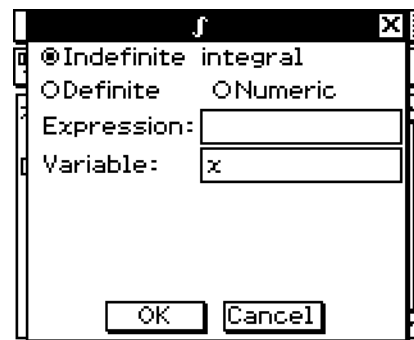 ∫
Indefinite integral
Definite Numeric
Expression:
Variable: x
OK Cancel